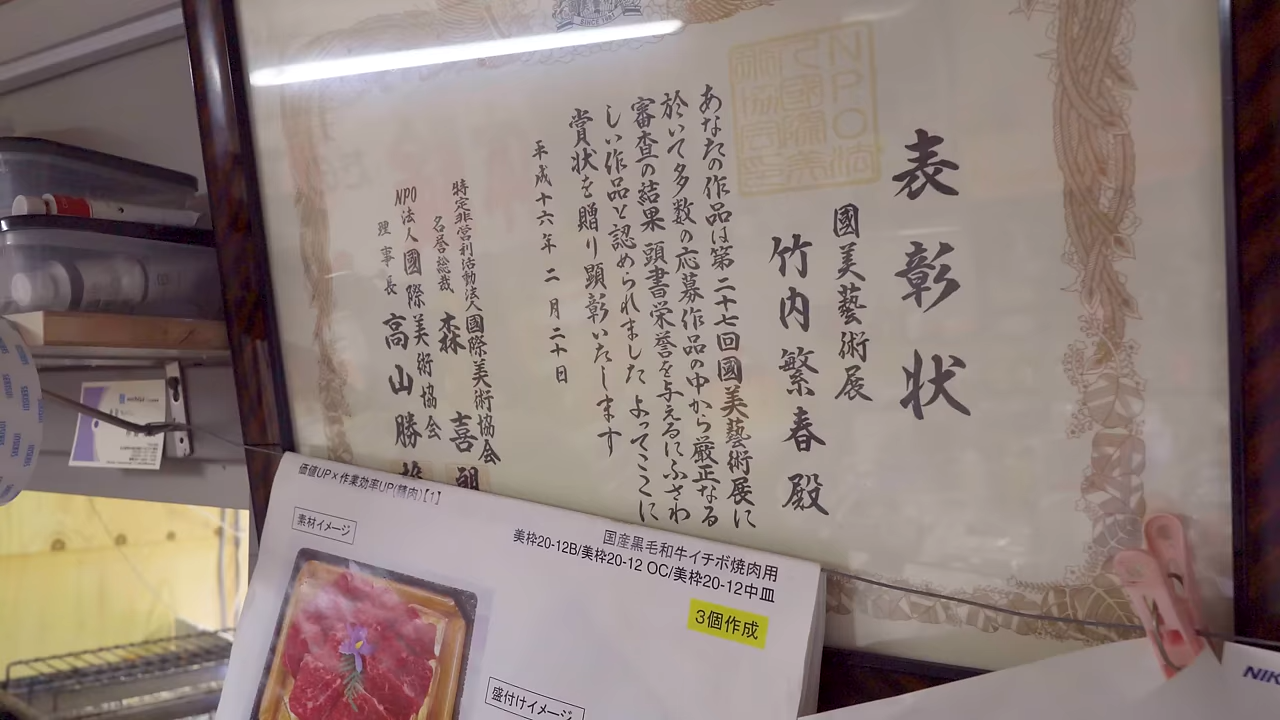 表彰状
國美藝術展
竹内繁春殿
あなたの作品は第二十七回國美藝術展に
於いて多数の応募作品の中から厳正なる
審査の結果 頭書栄誉を与えるにふさわ
しい作品と認められました よってここに
賞状を贈り顕彰いたします
平成十六年二月二十日
特定非営利活動法人國際美術協会
名誉総裁 森喜朗
NPO法人國際美術協会
理事長 高山勝
SINCE
価値UP×作業効率UP(精肉)【1】
素材イメージ
国産黒毛和牛イチボ焼肉用
美枠20-12B/美枠20-12 OC/美枠20-12中皿
3個作成
盛付けイメージ
NIK